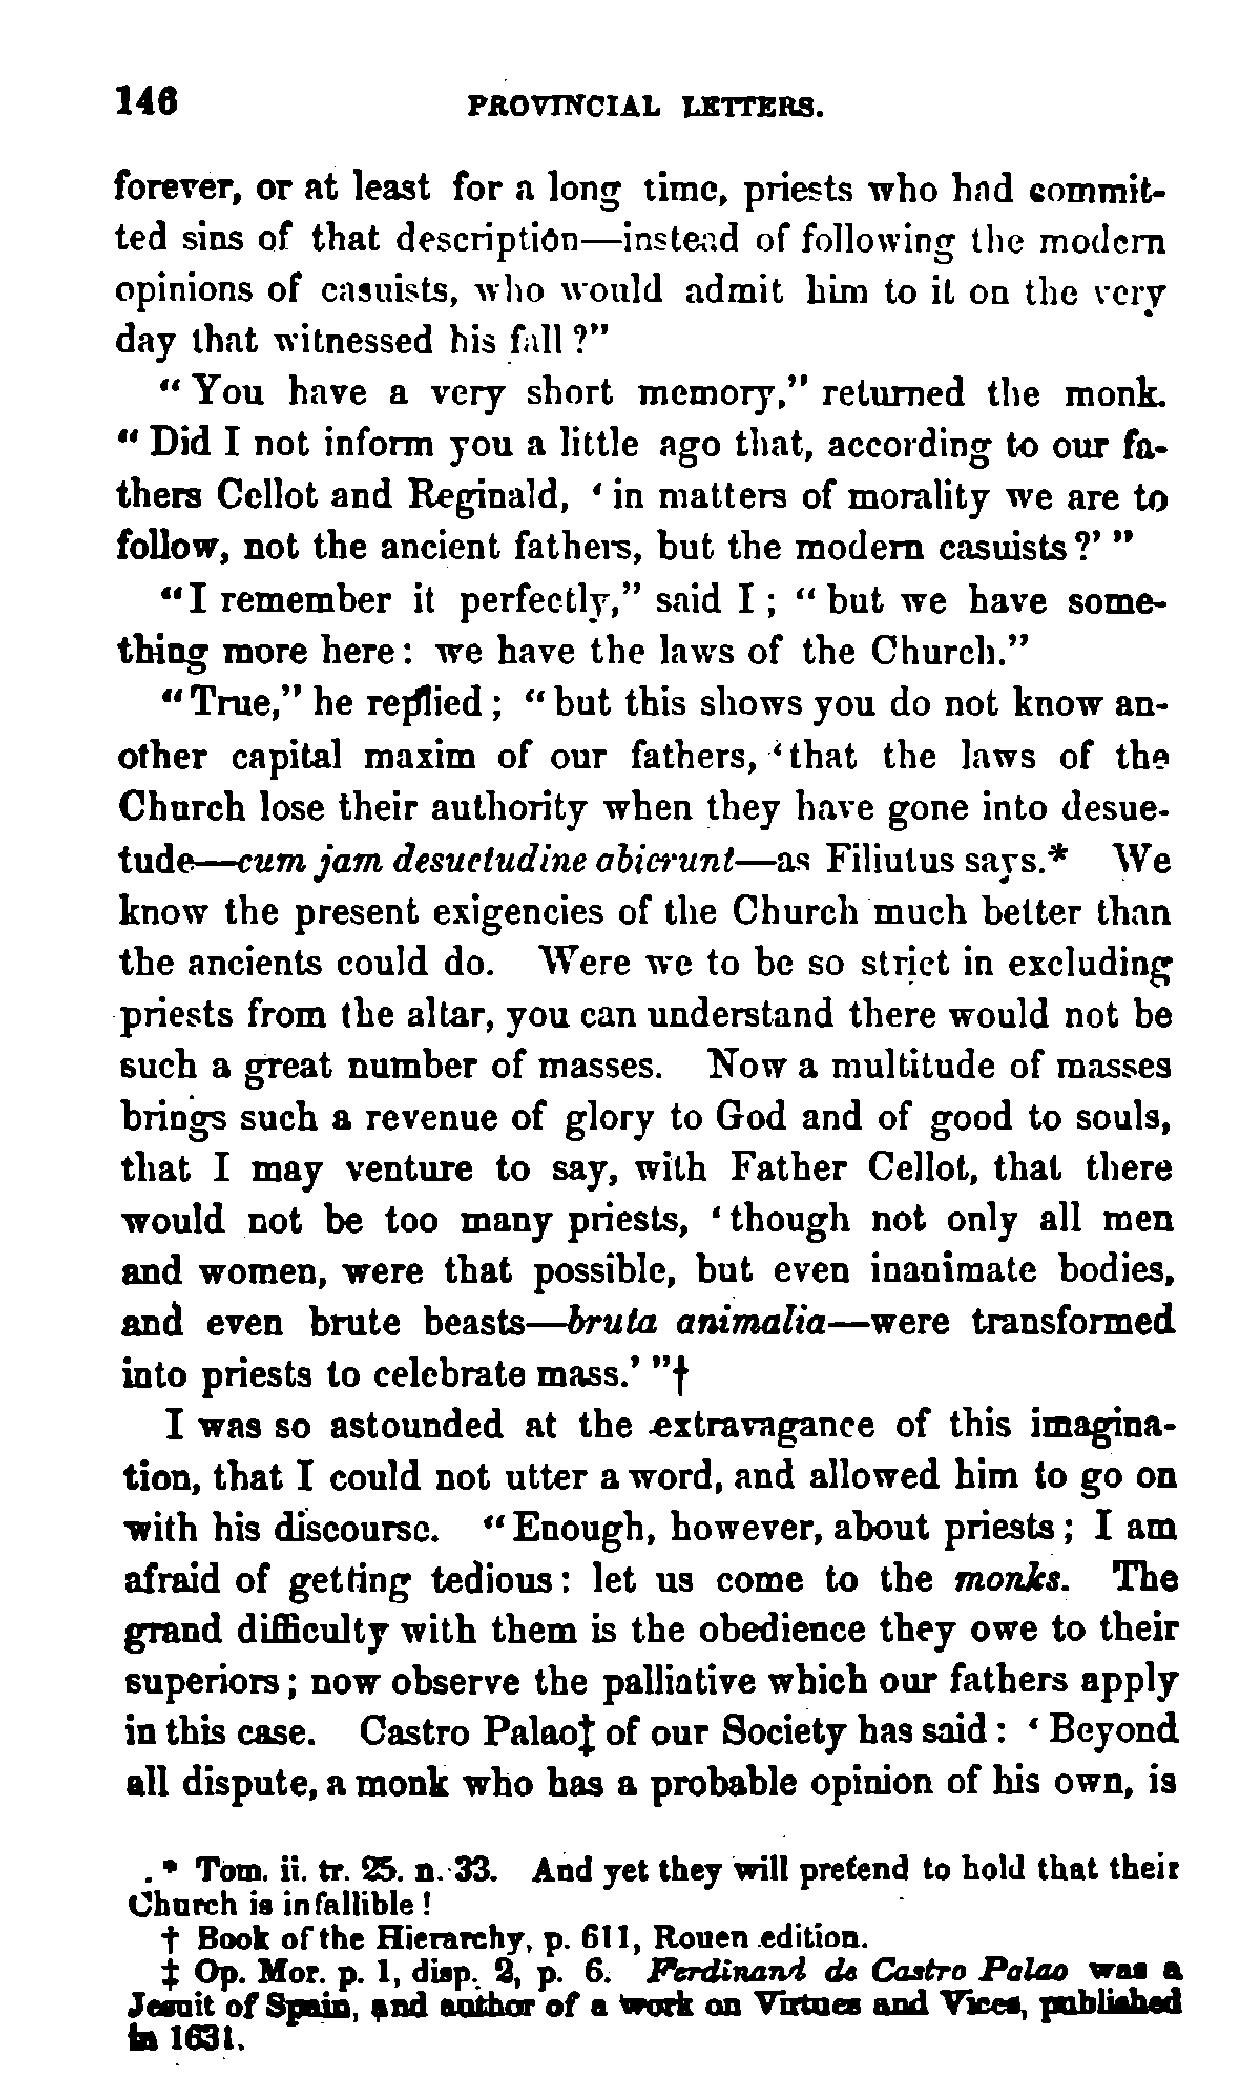 146 PROVINCIAL LETTERS.
forever, or at least for a long time, priests who had commit-
ted sins of that description—instead of following the modern
opinions of casuists, who would admit him to it on the very
day that witnessed his fall?"
"You have a very short memory," returned the monk.
"Did I not inform you a little ago that, according to our fa-
thers Cellot and Reginald, 'in matters of morality we are to
follow, not the ancient fathers, but the modern casuists?'"
"I remember it perfectly," said I; "but we have some-
thing more here: we have the laws of the Church."
"True," he replied; "but this shows you do not know an-
other capital maxim of our fathers, 'that the laws of the
Church lose their authority when they have gone into desue-
tude—cum jam desuetudine abierunt—as Filiutus says.* We
know the present exigencies of the Church much better than
the ancients could do. Were we to be so strict in excluding
priests from the altar, you can understand there would not be
such a great number of masses. Now a multitude of masses
brings such a revenue of glory to God and of good to souls,
that I may venture to say, with Father Cellot, that there
would not be too many priests, 'though not only all men
and women, were that possible, but even inanimate bodies,
and even brute beasts—bruta animalia—were transformed
into priests to celebrate mass.'"†
I was so astounded at the extravagance of this imagina-
tion, that I could not utter a word, and allowed him to go on
with his discourse. "Enough, however, about priests; I am
afraid of getting tedious: let us come to the monks. The
grand difficulty with them is the obedience they owe to their
superiors; now observe the palliative which our fathers apply
in this case. Castro Palao‡ of our Society has said: 'Beyond
all dispute, a monk who has a probable opinion of his own, is
* Tom. ii. tr. 25. n. 33. And yet they will pretend to hold that their
Church is infallible!
† Book of the Hierarchy, p. 611, Rouen edition.
‡ Op. Mor. p. 1, disp. 2, p. 6. Ferdinand de Castro Palao was a
Jesuit of Spain, and author of a work on Virtues and Vices, published
in 1631.